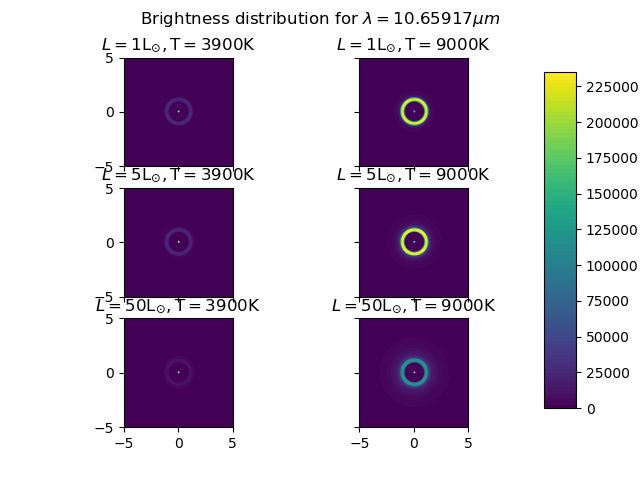 Brightness distribution for λ = 10.65917μm
L = 1L⊙, T = 3900K
L = 1L⊙, T = 9000K
5
0
−5
L = 5L⊙, T = 3900K
L = 5L⊙, T = 9000K
5
0
−5
L = 50L⊙, T = 3900K
L = 50L⊙, T = 9000K
5
0
−5
−5 0 5
−5 0 5
225000
200000
175000
150000
125000
100000
75000
50000
25000
0